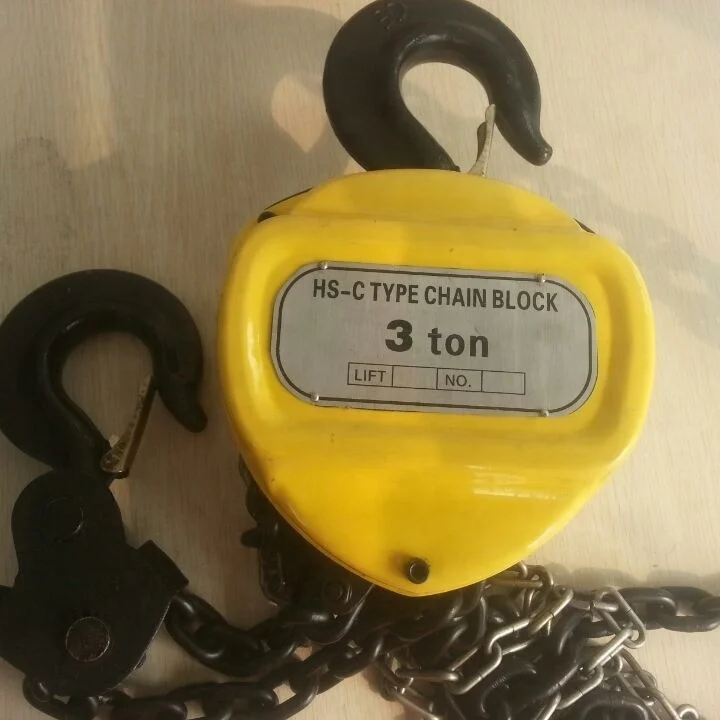 HS-C TYPE CHAIN BLOCK
3 ton
LIFT NO.